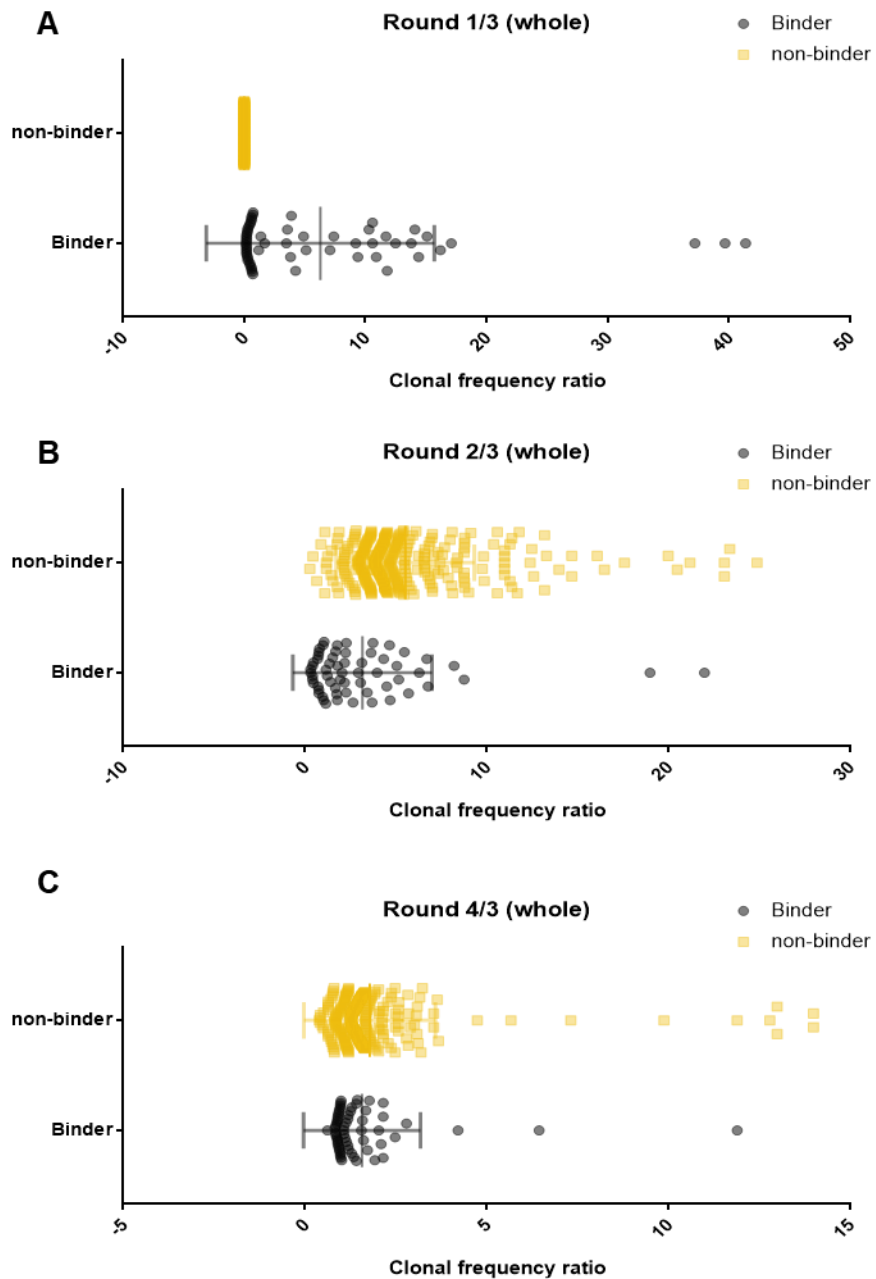 A
Round 1/3 (whole)
Binder
non-binder
non-binder
Binder
-10 0 10 20 30 40 50
Clonal frequency ratio
B
Round 2/3 (whole)
Binder
non-binder
non-binder
Binder
-10 0 10 20 30
Clonal frequency ratio
C
Round 4/3 (whole)
Binder
non-binder
non-binder
Binder
-5 0 5 10 15
Clonal frequency ratio